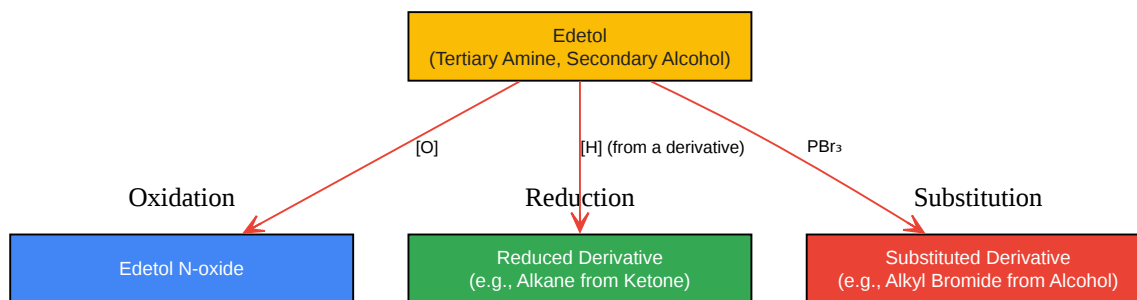 Edetol
(Tertiary Amine, Secondary Alcohol)
[O]
[H] (from a derivative)
PBr₃
Oxidation
Reduction
Substitution
Edetol N-oxide
Reduced Derivative
(e.g., Alkane from Ketone)
Substituted Derivative
(e.g., Alkyl Bromide from Alcohol)